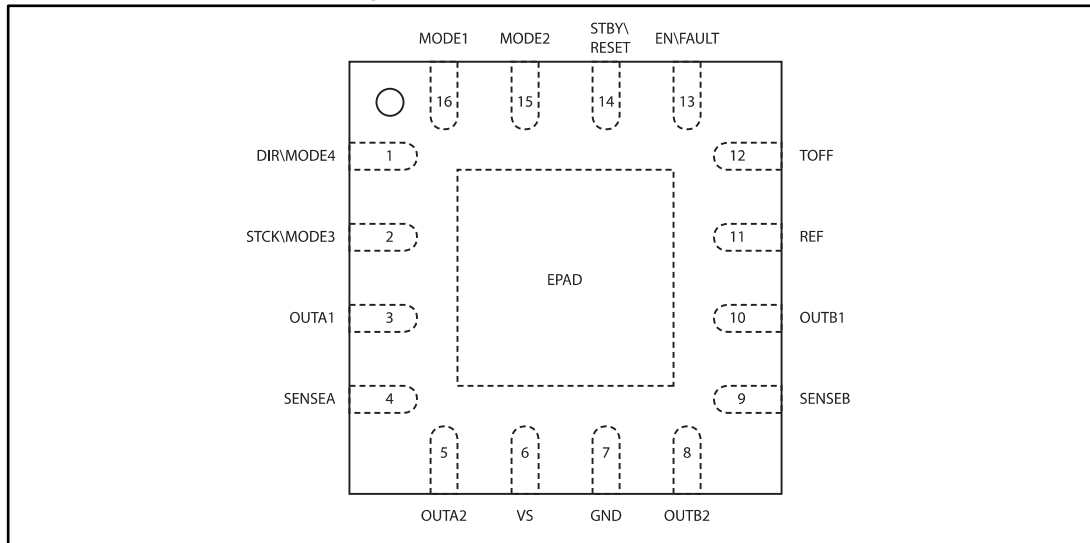 MODE1
MODE2
STBY\
RESET
EN\FAULT
16
15
14
13
DIR\MODE4
1
12
TOFF
STCK\MODE3
2
11
REF
EPAD
OUTA1
3
10
OUTB1
SENSEA
4
9
SENSEB
5
6
7
8
OUTA2
VS
GND
OUTB2